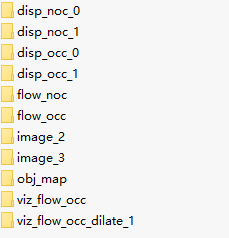 disp_noc_0
disp_noc_1
disp_occ_0
disp_occ_1
flow_noc
flow_occ
image_2
image_3
obj_map
viz_flow_occ
viz_flow_occ_dilate_1